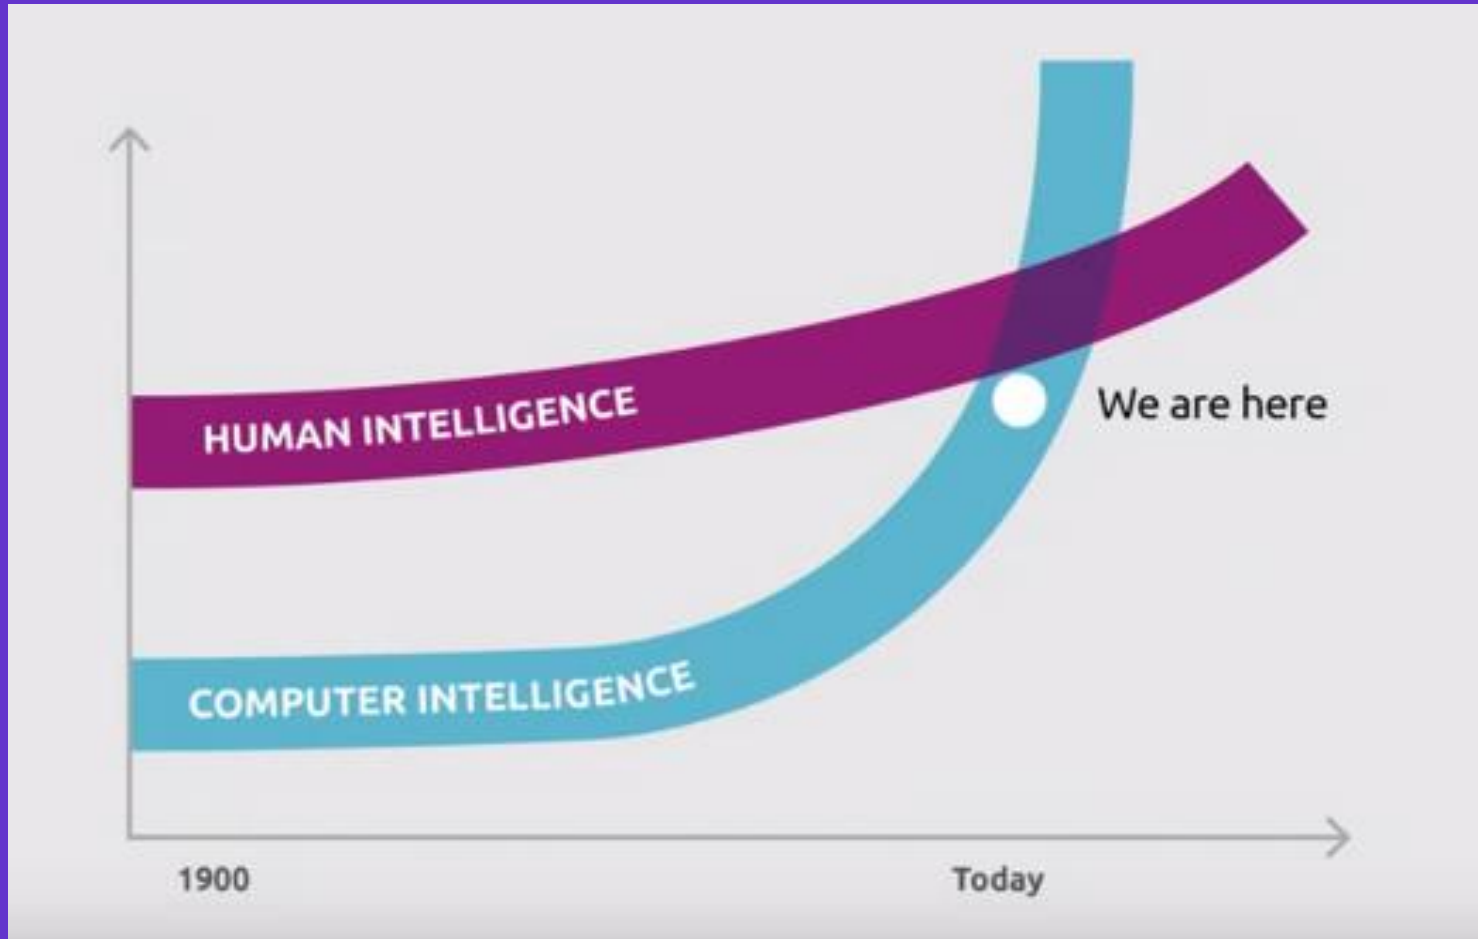 HUMAN INTELLIGENCE
We are here
COMPUTER INTELLIGENCE
1900
Today